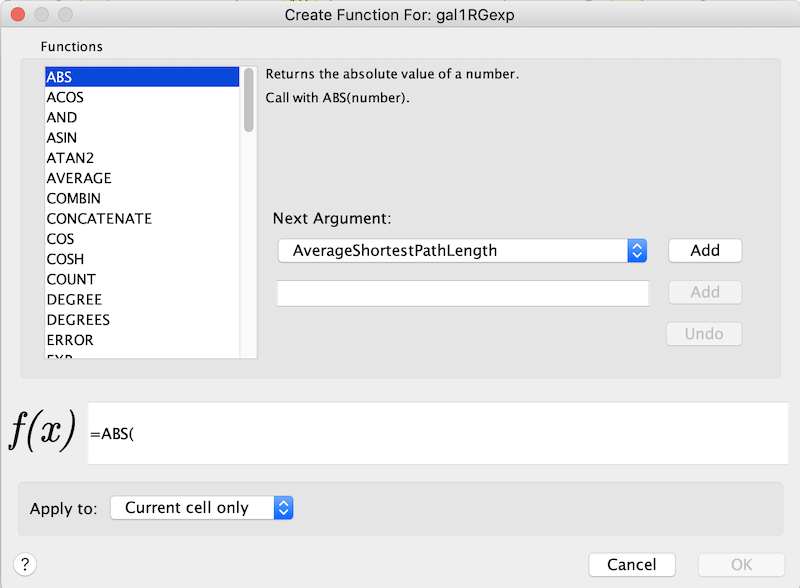 Create Function For: gal1RGexp
Functions
ABS
ACOS
AND
ASIN
ATAN2
AVERAGE
COMBIN
CONCATENATE
COS
COSH
COUNT
DEGREE
DEGREES
ERROR
EXP
Returns the absolute value of a number.
Call with ABS(number).
Next Argument:
AverageShortestPathLength
Add
Add
Undo
f(x)
=ABS(
Apply to:
Current cell only
?
Cancel
OK